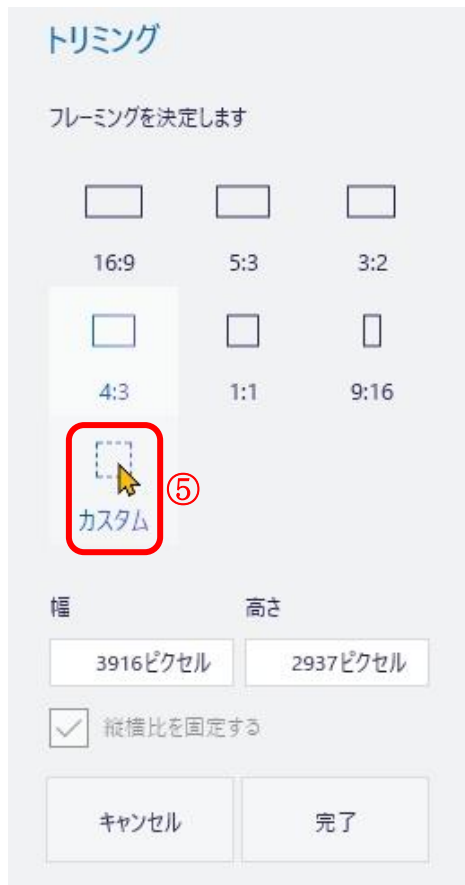 トリミング
フレーミングを決定します
16:9 5:3 3:2
4:3 1:1 9:16
⑤
カスタム
幅 高さ
3916ピクセル 2937ピクセル
縦横比を固定する
キャンセル 完了